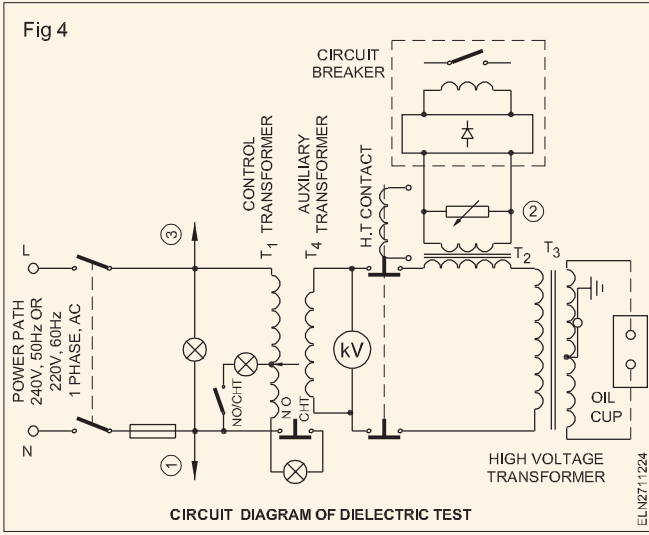 Fig 4
CIRCUIT
BREAKER
CONTROL
TRANSFORMER
T1
AUXILIARY
TRANSFORMER
T4
H.T CONTACT
2
T2
T3
3
L
POWER PATH
240V, 50Hz OR
220V, 60Hz
1 PHASE, AC
N
1
NO/CHT
NO
CHT
kV
OIL
CUP
HIGH VOLTAGE
TRANSFORMER
CIRCUIT DIAGRAM OF DIELECTRIC TEST
ELN2711224